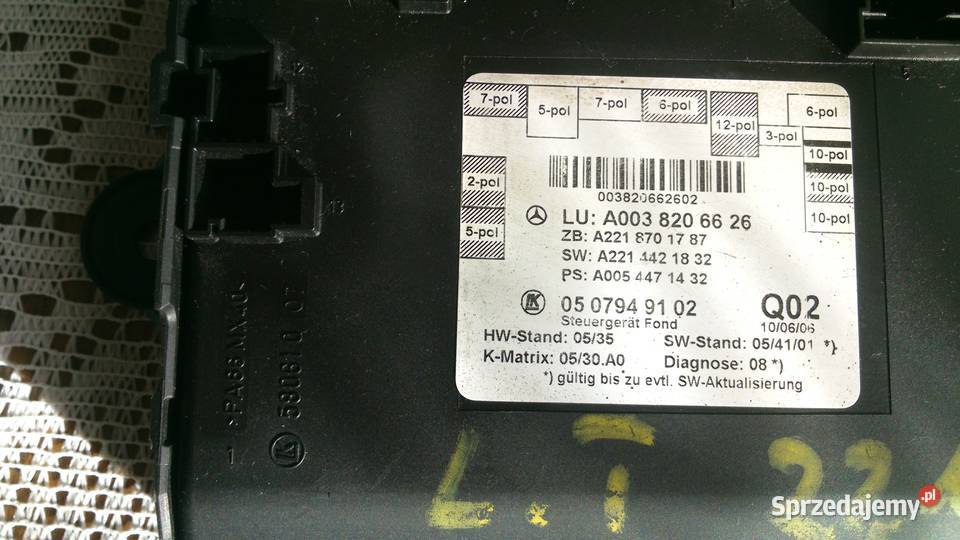 7-pol
5-pol
7-pol
6-pol
12-pol
3-pol
6-pol
10-pol
10-pol
10-pol
2-pol
5-pol
003820662602
LU: A003 820 66 26
ZB: A221 870 17 87
SW: A221 442 18 32
PS: A005 447 14 32
LK 05 0794 91 02 Q02
Steuergerät Fond 10/06/06
HW-Stand: 05/35 SW-Stand: 05/41/01 *)
K-Matrix: 05/30.A0 Diagnose: 08 *)
*) gültig bis zu evtl. SW-Aktualisierung
43
L.T 221
Sprzedajemy.pl